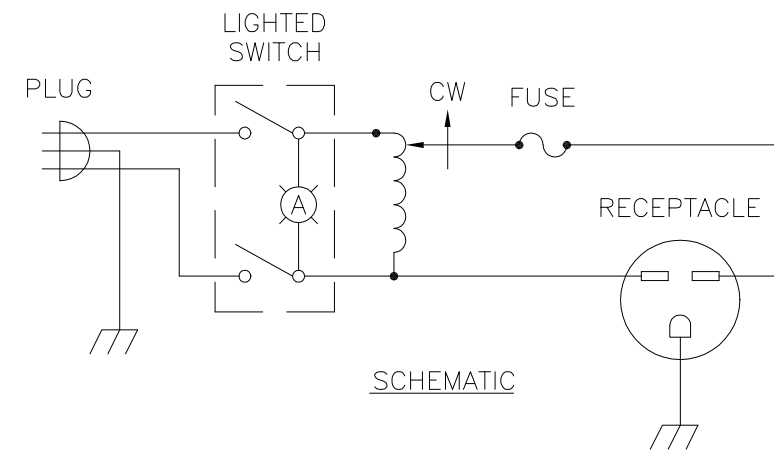 LIGHTED
SWITCH
PLUG
CW
FUSE
A
RECEPTACLE
SCHEMATIC